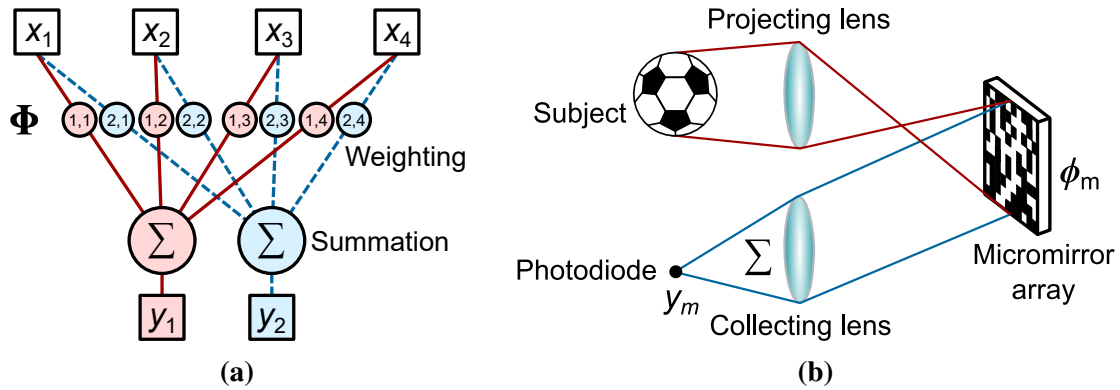 x₁ x₂ x₃ x₄
Φ 1,1 2,1 1,2 2,2 1,3 2,3 1,4 2,4
Weighting
Σ Σ Summation
y₁ y₂
(a)
Projecting lens
Subject
ϕₘ
Micromirror
array
Photodiode
Σ
yₘ
Collecting lens
(b)